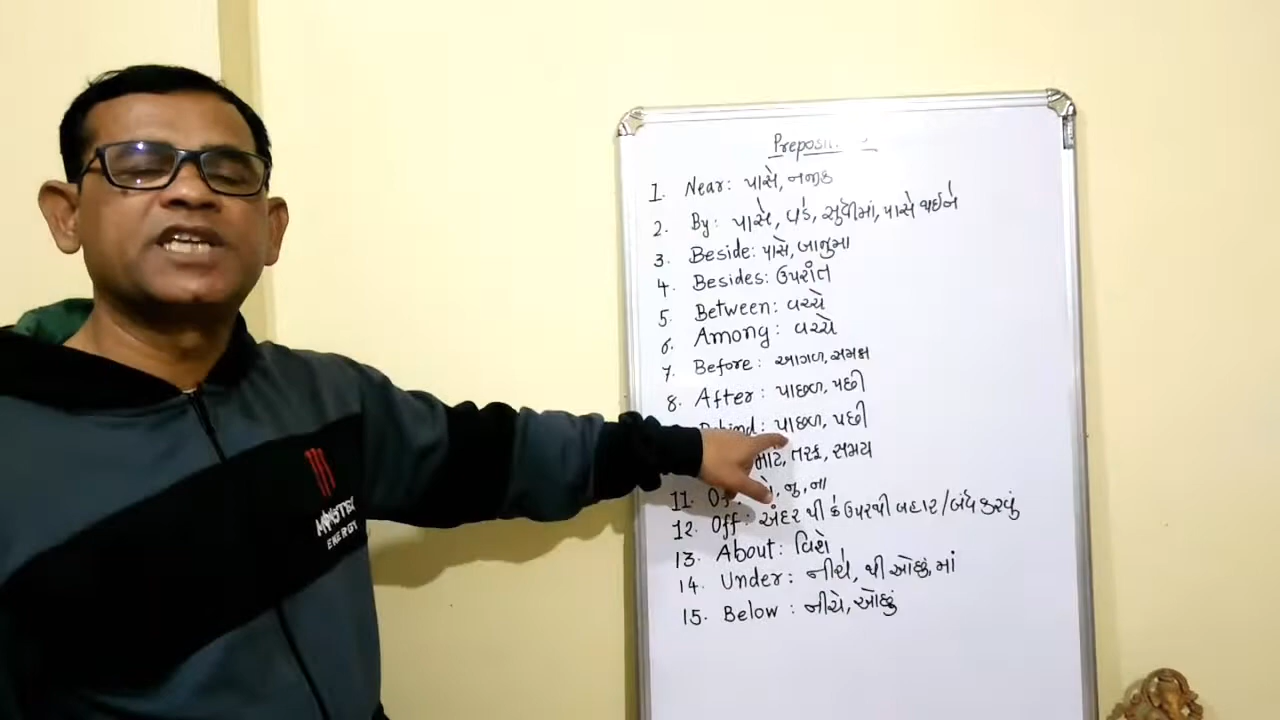 1. Near: પાસે, નજીક
2. By: પાસે, વડે, સુધીમાં, પાસે થઈને
3. Beside: પાસે, બાજુમા
4. Besides: ઉપરાંત
5. Between: વચ્ચે
6. Among: વચ્ચે
7. Before: આગળ, સમક્ષ
8. After: પાછળ, પછી
પાછળ, પછી
તરફ, સમય
11. નુ, ના
12. Off: અંદર થી કે ઉપરથી બહાર/બંધ કરવું
13. About: વિશે
14. Under: નીચે, થી ઓછું, માં
15. Below: નીચે, ઓછું
MONSTER
ENERGY